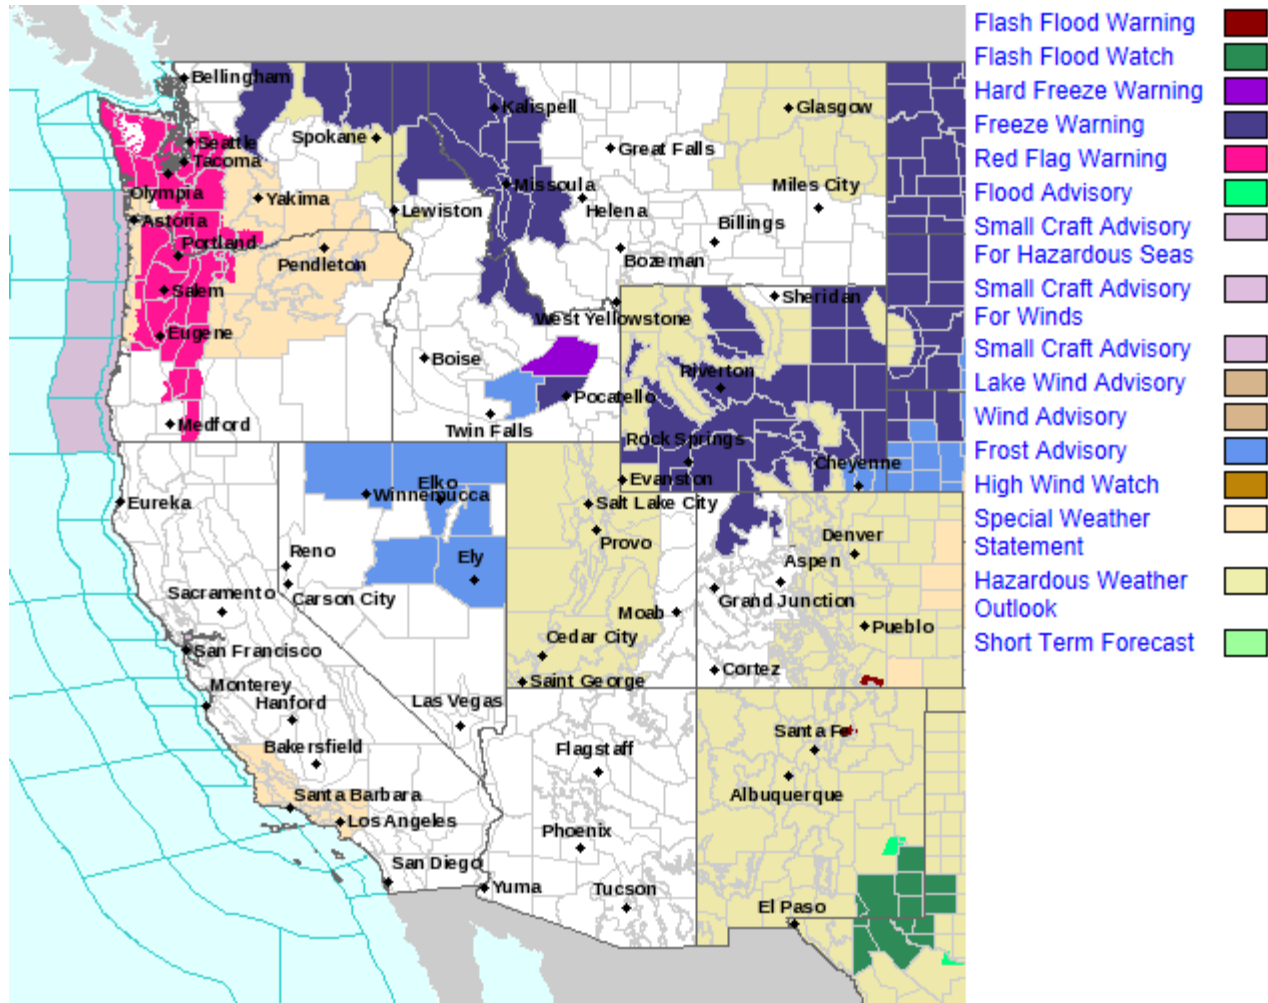 Bellingham
Kalispell
Glasgow
Seattle
Spokane
Great Falls
Tacoma
Missoula
Miles City
Olympia
Yakima
Lewiston
Helena
Astoria
Billings
Portland
Pendleton
Bozeman
Salem
Sheridan
West Yellowstone
Eugene
Boise
Riverton
Pocatello
Medford
Twin Falls
Rock Springs
Cheyenne
Elko
Evanston
Winnemucca
Eureka
Salt Lake City
Provo
Denver
Reno
Ely
Aspen
Sacramento
Carson City
Grand Junction
Moab
Pueblo
Cedar City
San Francisco
Cortez
Saint George
Monterey
Hanford
Las Vegas
Santa Fe
Bakersfield
Flagstaff
Santa Barbara
Albuquerque
Los Angeles
Phoenix
San Diego
Yuma
Tucson
El Paso
Flash Flood Warning
Flash Flood Watch
Hard Freeze Warning
Freeze Warning
Red Flag Warning
Flood Advisory
Small Craft Advisory
For Hazardous Seas
Small Craft Advisory
For Winds
Small Craft Advisory
Lake Wind Advisory
Wind Advisory
Frost Advisory
High Wind Watch
Special Weather
Statement
Hazardous Weather
Outlook
Short Term Forecast